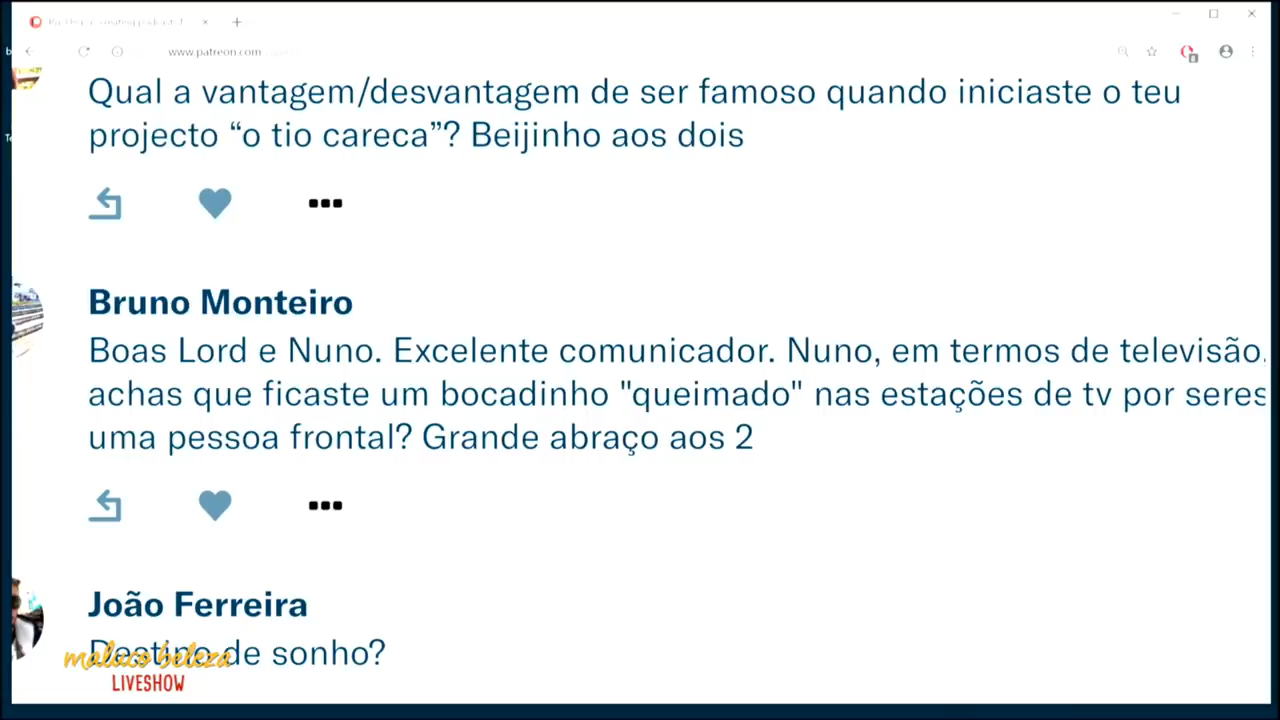 www.patreon.com
Qual a vantagem/desvantagem de ser famoso quando iniciaste o teu
projecto “o tio careca”? Beijinho aos dois
Bruno Monteiro
Boas Lord e Nuno. Excelente comunicador. Nuno, em termos de televisão,
achas que ficaste um bocadinho "queimado" nas estações de tv por seres
uma pessoa frontal? Grande abraço aos 2
João Ferreira
Destino de sonho?
maluco beleza
LIVESHOW